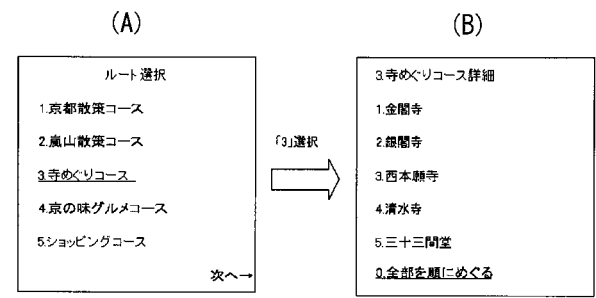 (A)
ルート選択
1.京都散策コース
2.嵐山散策コース
3.寺めぐりコース
4.京の味グルメコース
5.ショッピングコース
次へ→
「3」選択
(B)
3.寺めぐりコース詳細
1.金閣寺
2.銀閣寺
3.西本願寺
4.清水寺
5.三十三間堂
0.全部を順にめぐる